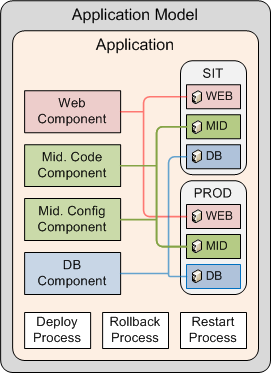 Application Model
Application
SIT
Web
Component
WEB
MID
Mid. Code
Component
DB
PROD
Mid. Config
Component
WEB
MID
DB
Component
DB
Deploy
Process
Rollback
Process
Restart
Process